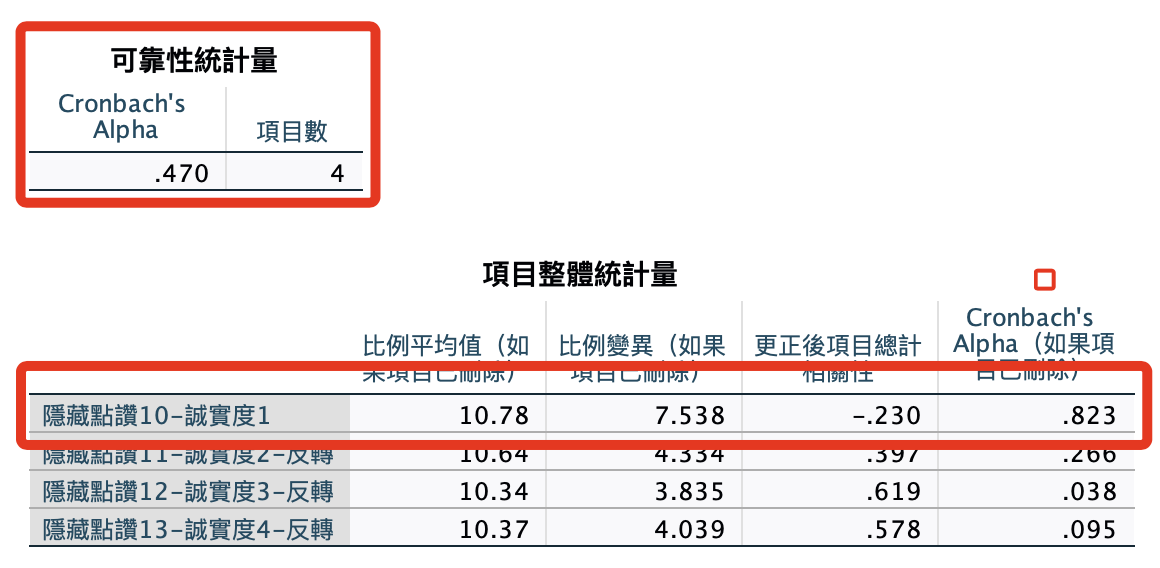 可靠性統計量
Cronbach's
Alpha 項目數
.470 4
項目整體統計量
比例平均值（如
果項目已刪除） 比例變異（如果
項目已刪除） 更正後項目總計
相關性 Cronbach's
Alpha（如果項
目已刪除）
隱藏點讚10-誠實度1 10.78 7.538 -.230 .823
隱藏點讚11-誠實度2-反轉 10.64 4.334 .397 .266
隱藏點讚12-誠實度3-反轉 10.34 3.835 .619 .038
隱藏點讚13-誠實度4-反轉 10.37 4.039 .578 .095